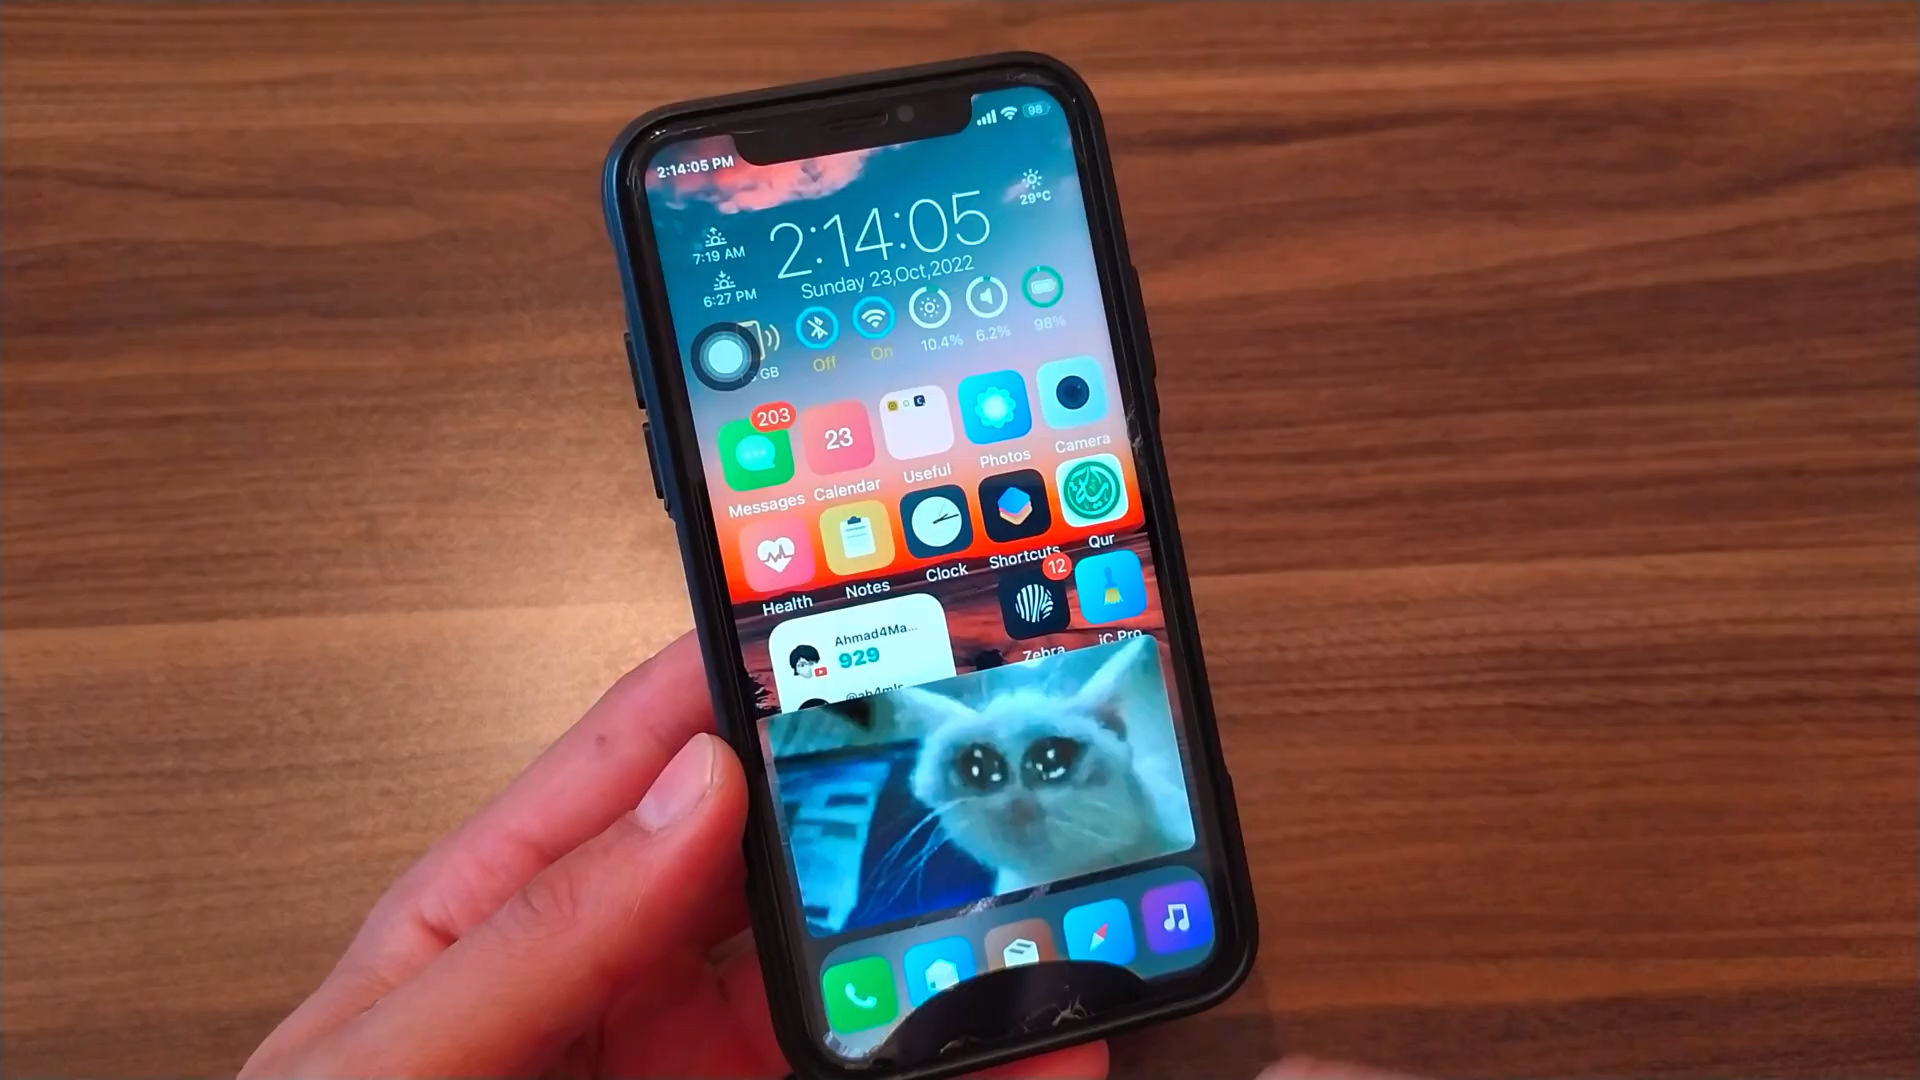 2:14:05 PM
98
29°C
2:14:05
7:19 AM
Sunday 23,Oct,2022
6:27 PM
GB
Off
On
10.4%
6.2%
98%
203
23
Messages
Calendar
Useful
Photos
Camera
Health
Notes
Clock
Shortcuts
Qur
12
Zebra
iC Pro
Ahmad4Ma...
929
@ah4mls